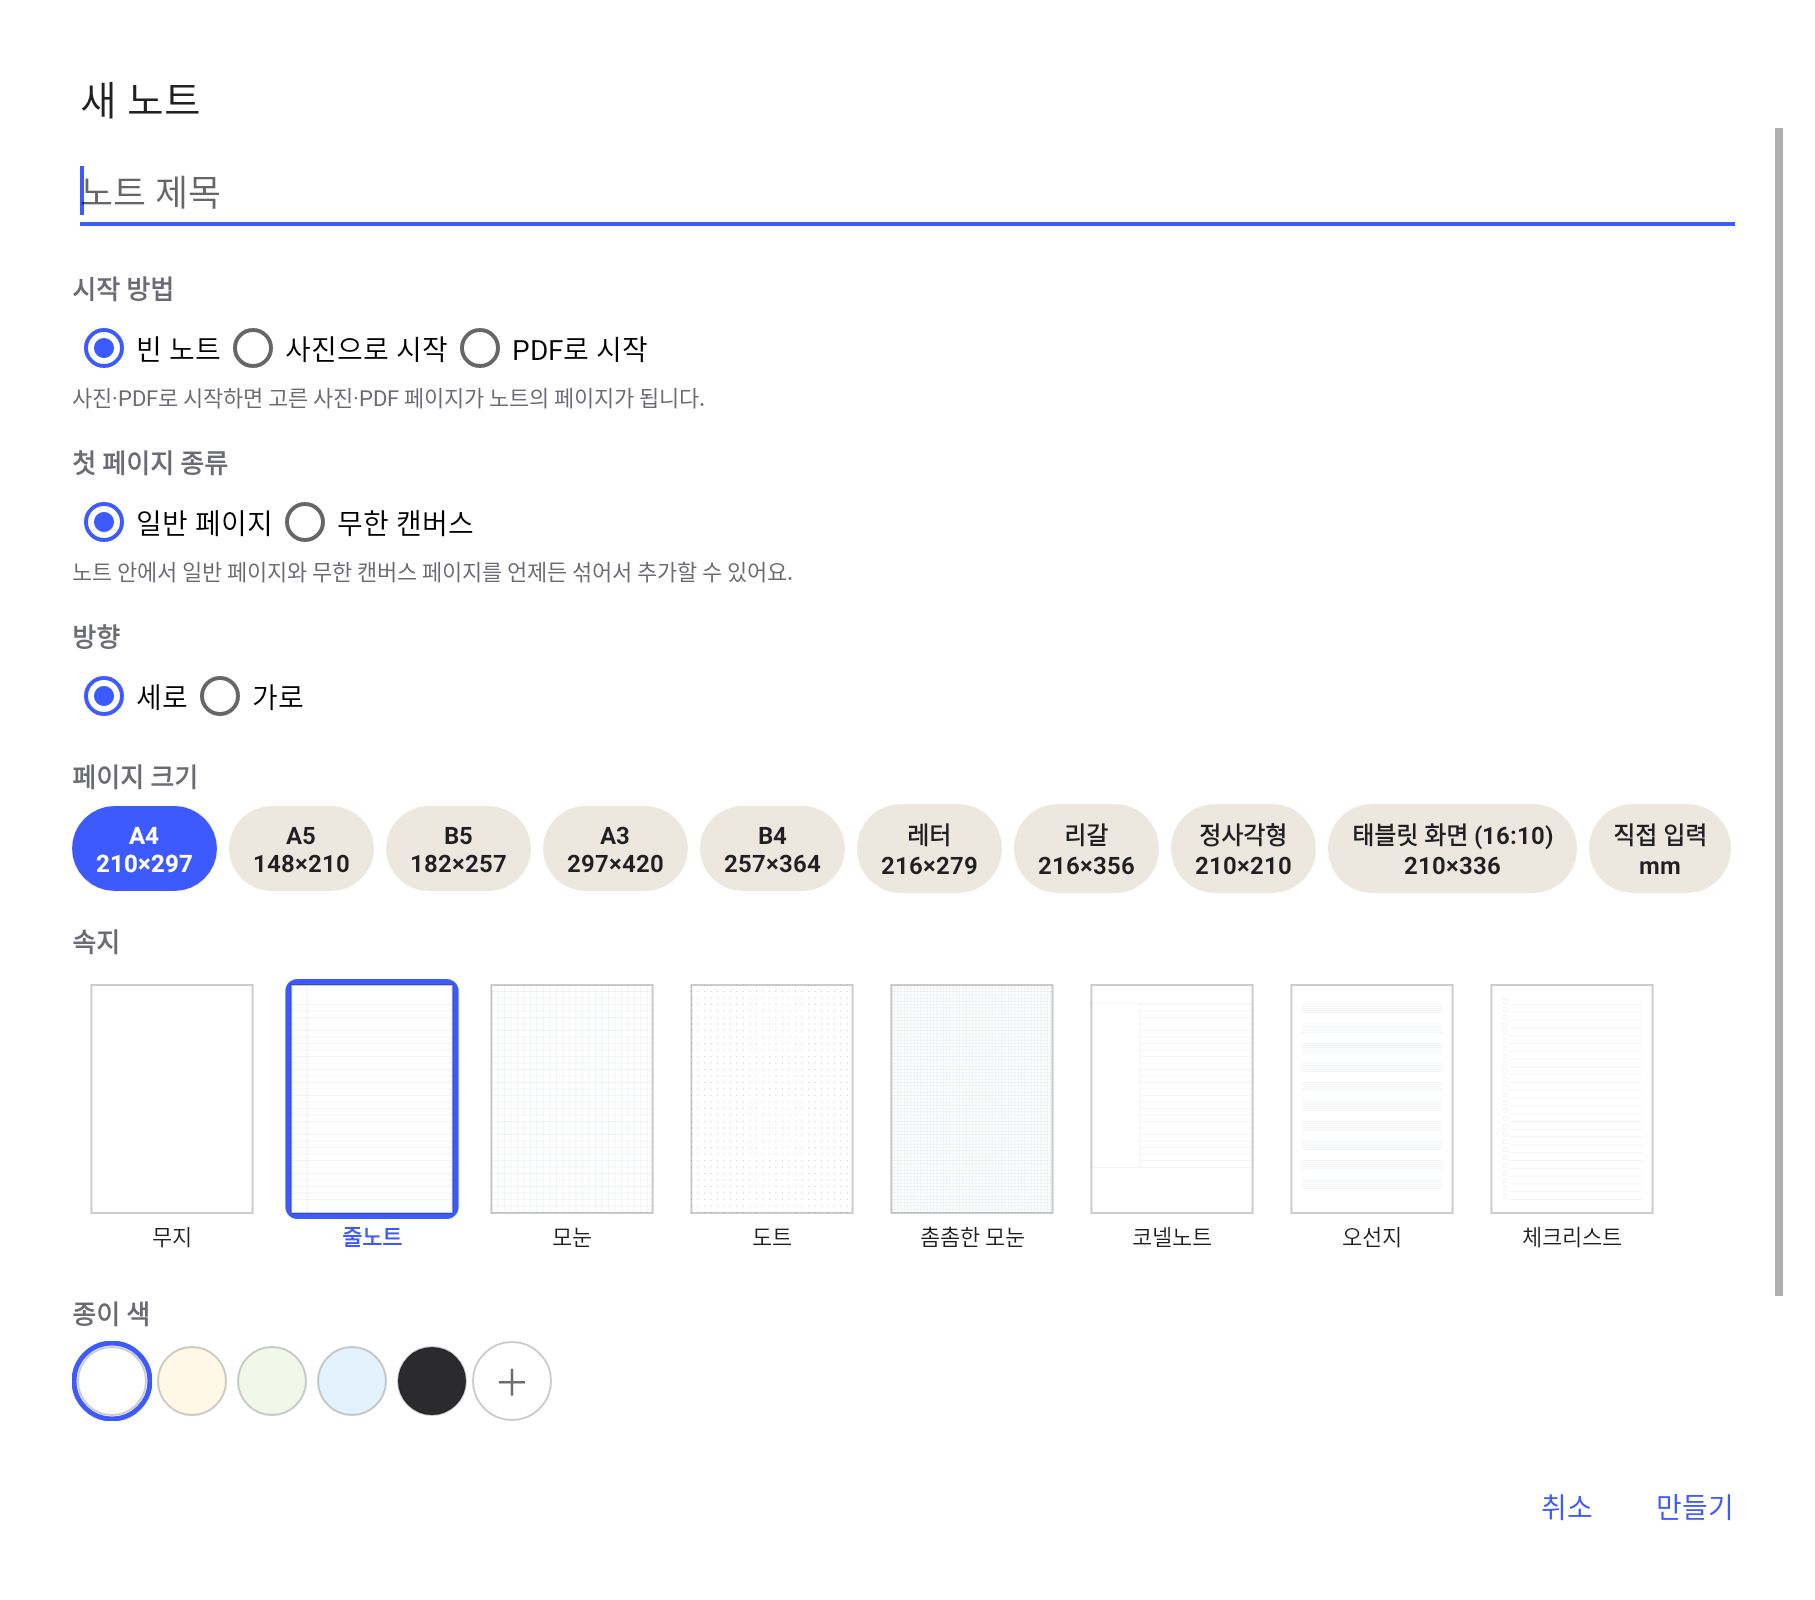 새 노트
노트 제목
시작 방법
빈 노트 사진으로 시작 PDF로 시작
사진·PDF로 시작하면 고른 사진·PDF 페이지가 노트의 페이지가 됩니다.
첫 페이지 종류
일반 페이지 무한 캔버스
노트 안에서 일반 페이지와 무한 캔버스 페이지를 언제든 섞어서 추가할 수 있어요.
방향
세로 가로
페이지 크기
A4 A5 B5 A3 B4 레터 리갈 정사각형 태블릿 화면 (16:10) 직접 입력
210×297 148×210 182×257 297×420 257×364 216×279 216×356 210×210 210×336 mm
속지
무지 줄노트 모눈 도트 촘촘한 모눈 코넬노트 오선지 체크리스트
종이 색
취소 만들기